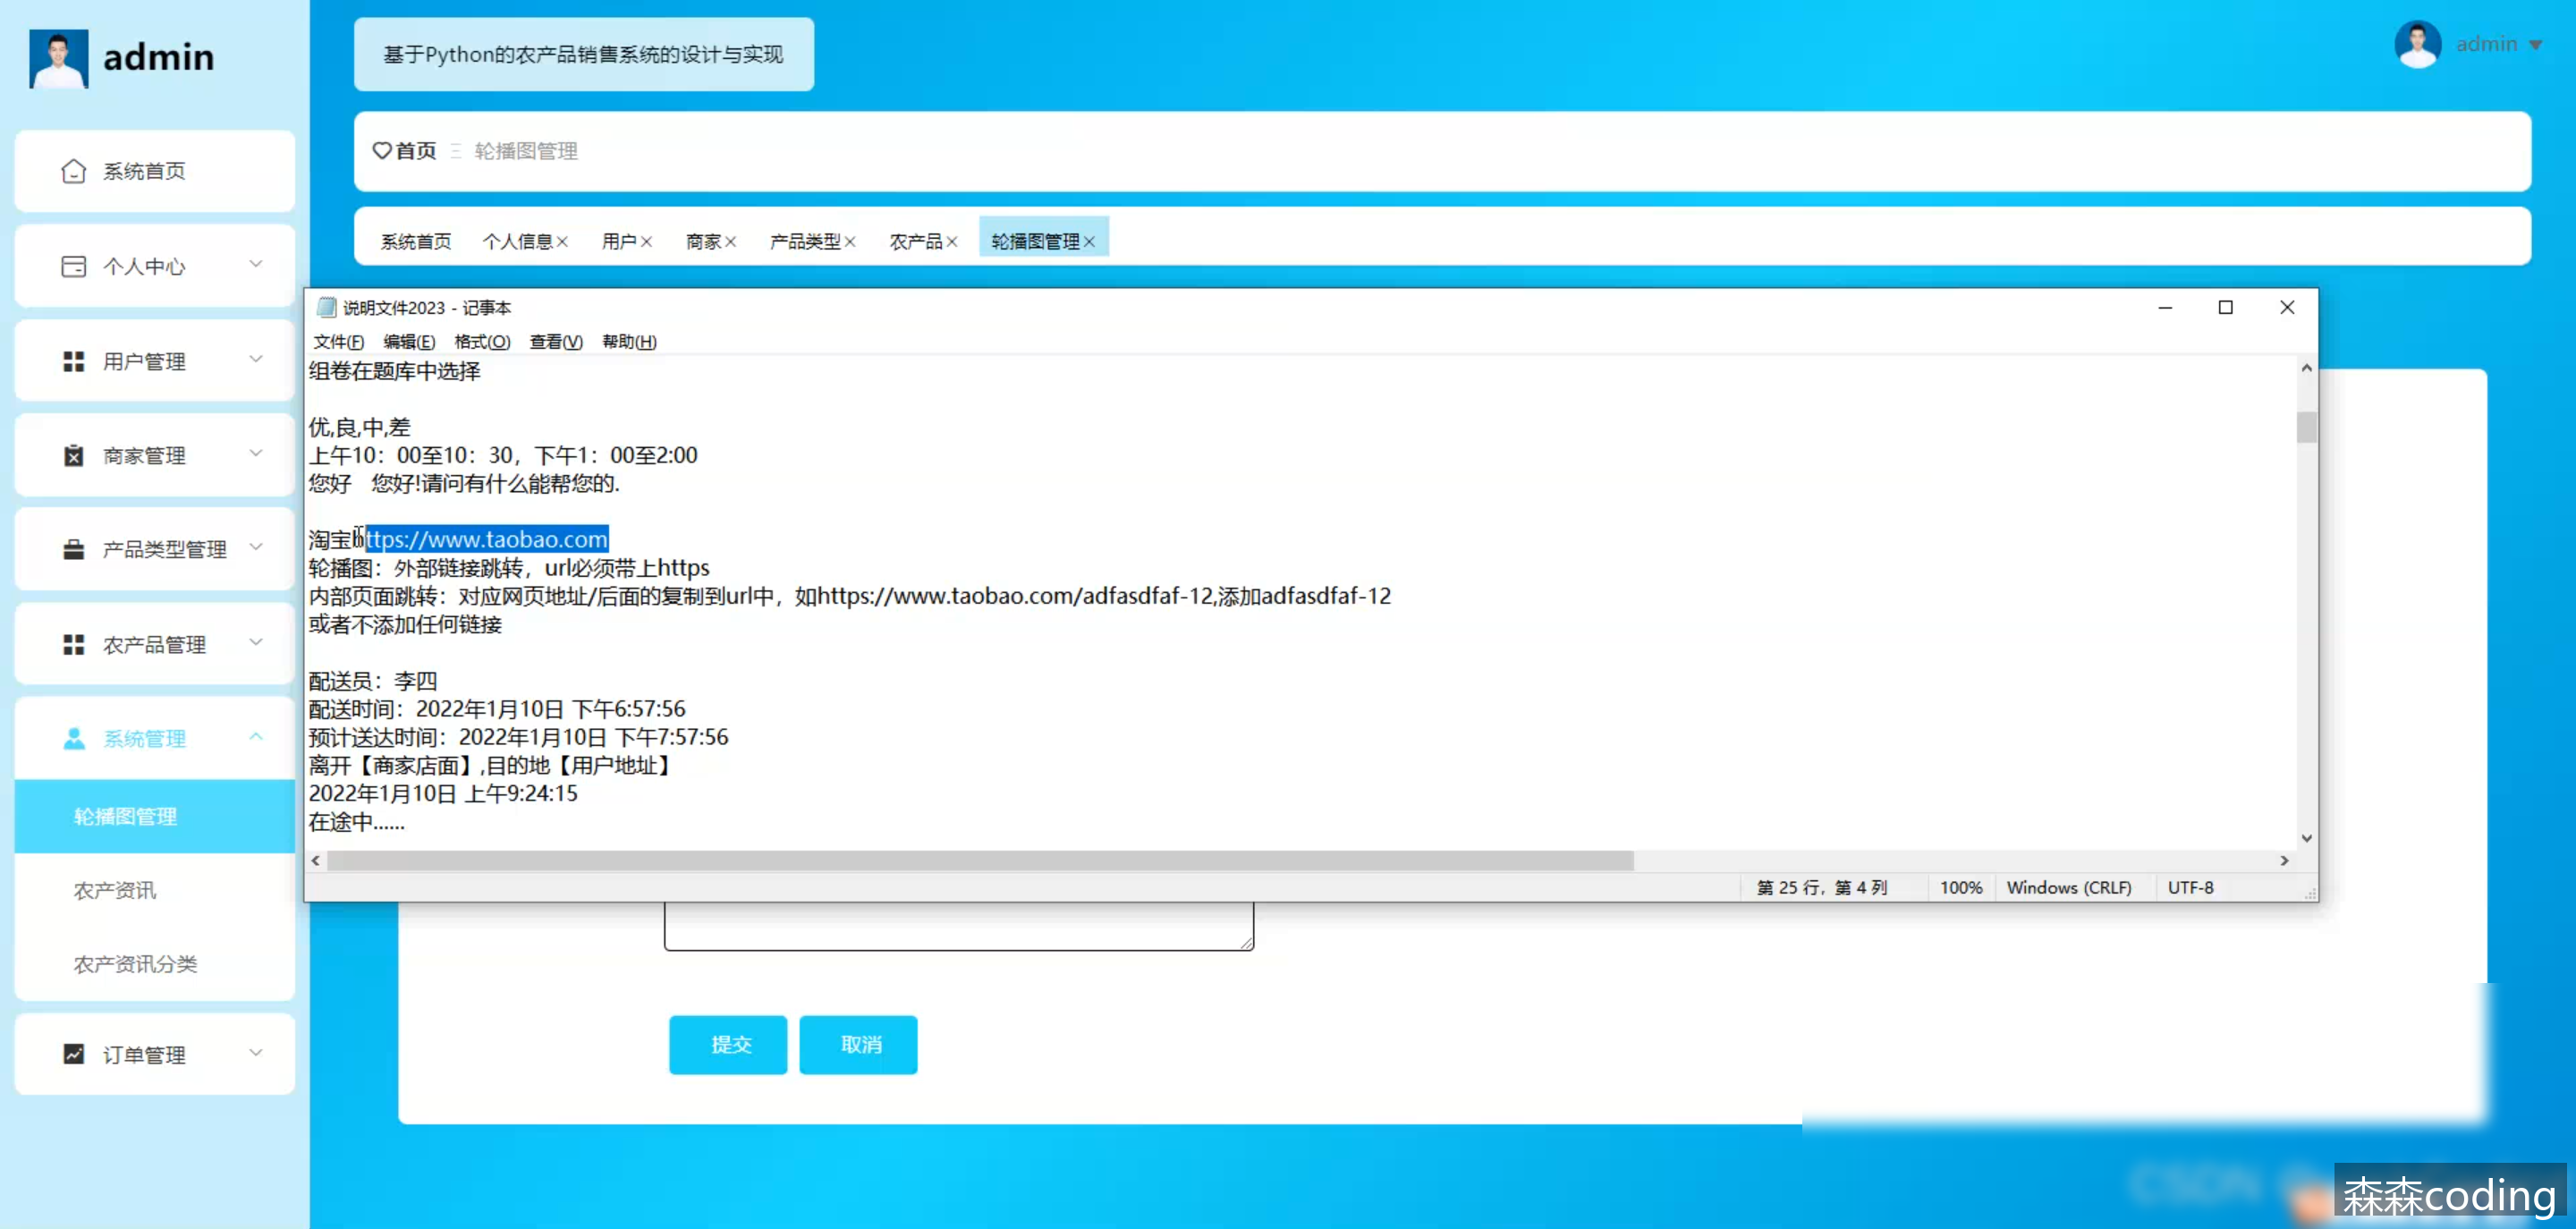 admin
基于Python的农产品销售系统的设计与实现
admin
首页 轮播图管理
系统首页
个人中心
用户管理
商家管理
产品类型管理
农产品管理
系统管理
轮播图管理
农产资讯
农产资讯分类
订单管理
系统首页 个人信息 用户 商家 产品类型 农产品 轮播图管理
说明文件2023 - 记事本
文件(F) 编辑(E) 格式(O) 查看(V) 帮助(H)
组卷在题库中选择
优,良,中,差
上午10：00至10：30，下午1：00至2:00
您好 您好!请问有什么能帮您的.
淘宝https://www.taobao.com
轮播图：外部链接跳转，url必须带上https
内部页面跳转：对应网页地址/后面的复制到url中，如https://www.taobao.com/adfasdfaf-12,添加adfasdfaf-12
或者不添加任何链接
配送员：李四
配送时间：2022年1月10日 下午6:57:56
预计送达时间：2022年1月10日 下午7:57:56
离开【商家店面】,目的地【用户地址】
2022年1月10日 上午9:24:15
在途中......
第 25 行，第 4 列 100% Windows (CRLF) UTF-8
提交 取消
森森coding